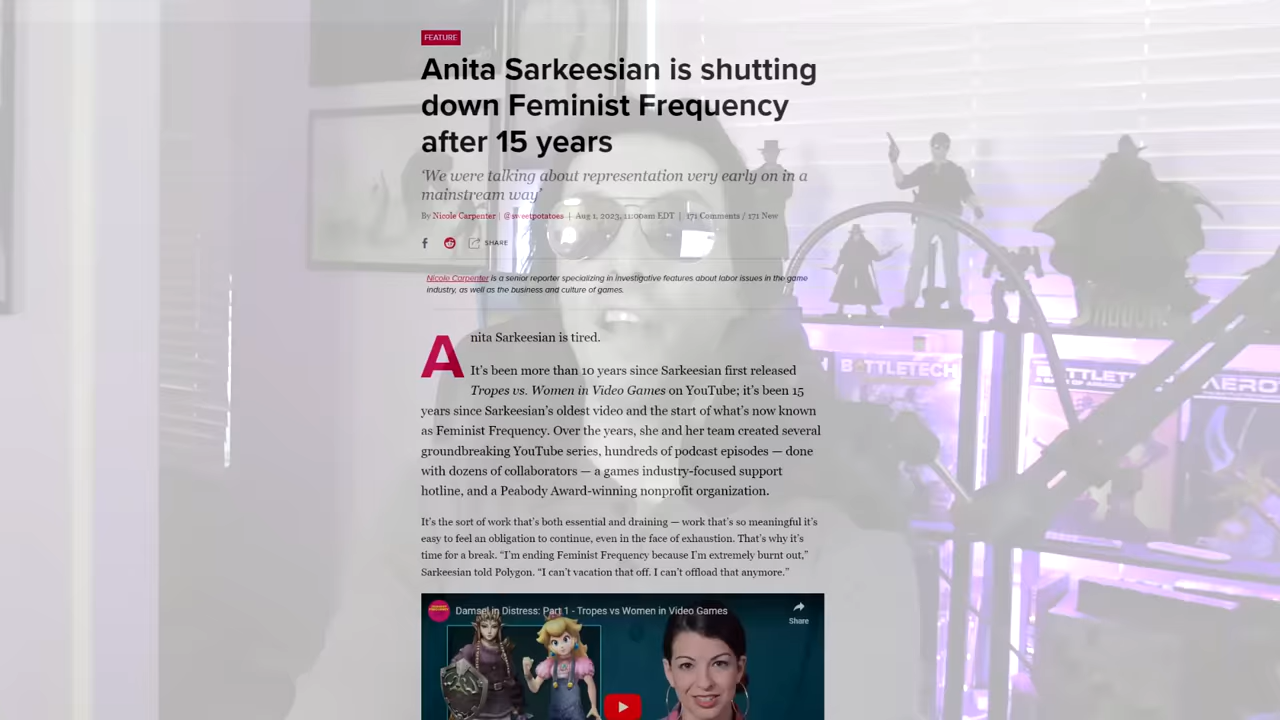 FEATURE
Anita Sarkeesian is shutting
down Feminist Frequency
after 15 years
‘We were talking about representation very early on in a
mainstream way’
By Nicole Carpenter | @sweetpotatoes | Aug 1, 2023, 11:00am EDT | 171 Comments / 171 New
SHARE
Nicole Carpenter is a senior reporter specializing in investigative features about labor issues in the game
industry, as well as the business and culture of games.
Anita Sarkeesian is tired.
It’s been more than 10 years since Sarkeesian first released
Tropes vs. Women in Video Games on YouTube; it’s been 15
years since Sarkeesian’s oldest video and the start of what’s now known
as Feminist Frequency. Over the years, she and her team created several
groundbreaking YouTube series, hundreds of podcast episodes — done
with dozens of collaborators — a games industry-focused support
hotline, and a Peabody Award-winning nonprofit organization.
It’s the sort of work that’s both essential and draining — work that’s so meaningful it’s
easy to feel an obligation to continue, even in the face of exhaustion. That’s why it’s
time for a break. “I’m ending Feminist Frequency because I’m extremely burnt out,”
Sarkeesian told Polygon. “I can’t vacation that off. I can’t offload that anymore.”
Damsel in Distress: Part 1 - Tropes vs Women in Video Games
Share
BATTLETECH